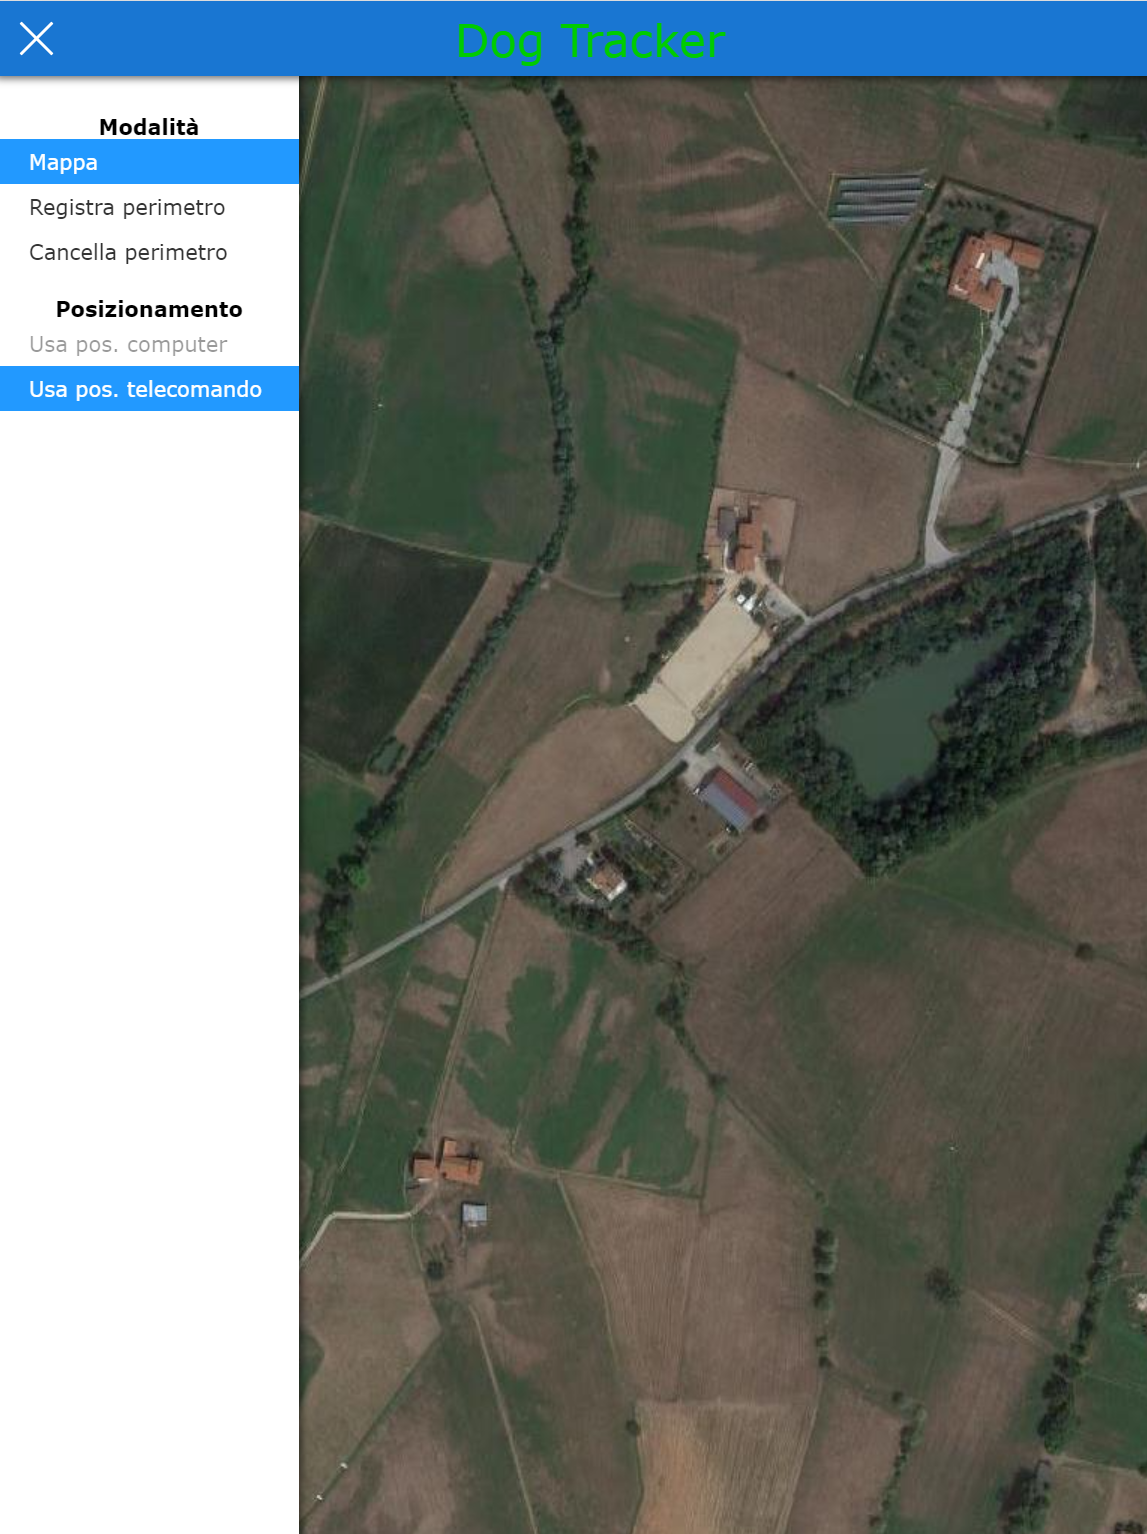 Dog Tracker
Modalità
Mappa
Registra perimetro
Cancella perimetro
Posizionamento
Usa pos. computer
Usa pos. telecomando